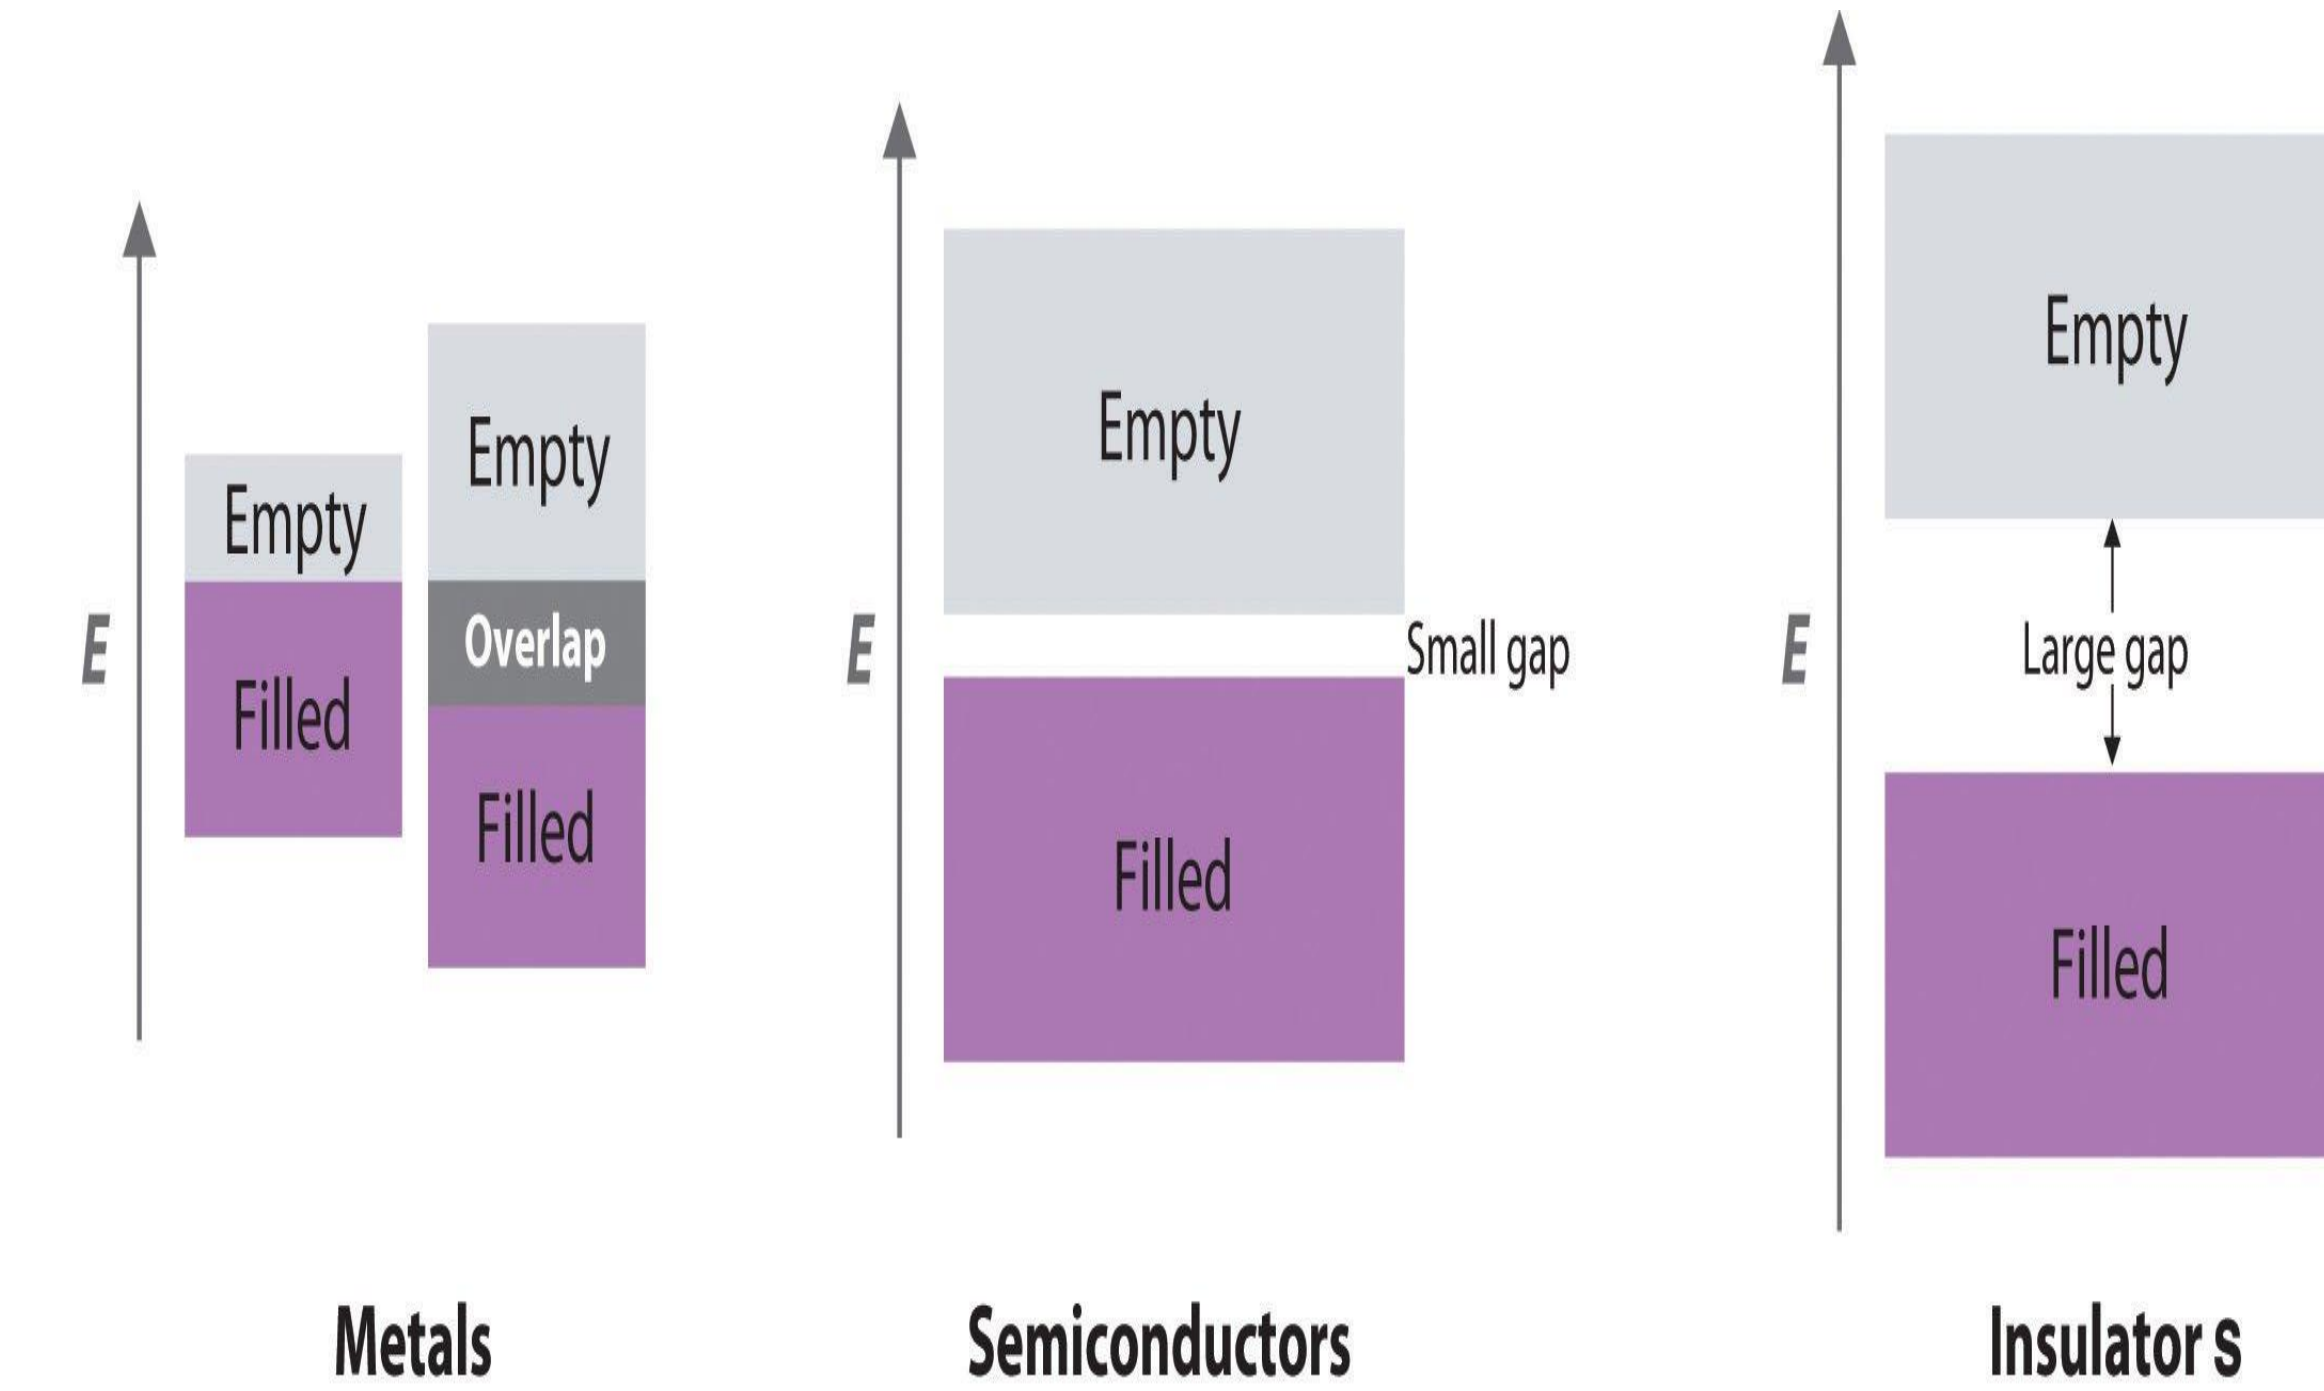 Empty
Filled
Empty
Overlap
Filled
E
Metals
Empty
Small gap
Filled
E
Semiconductors
Empty
Large gap
Filled
E
Insulator s